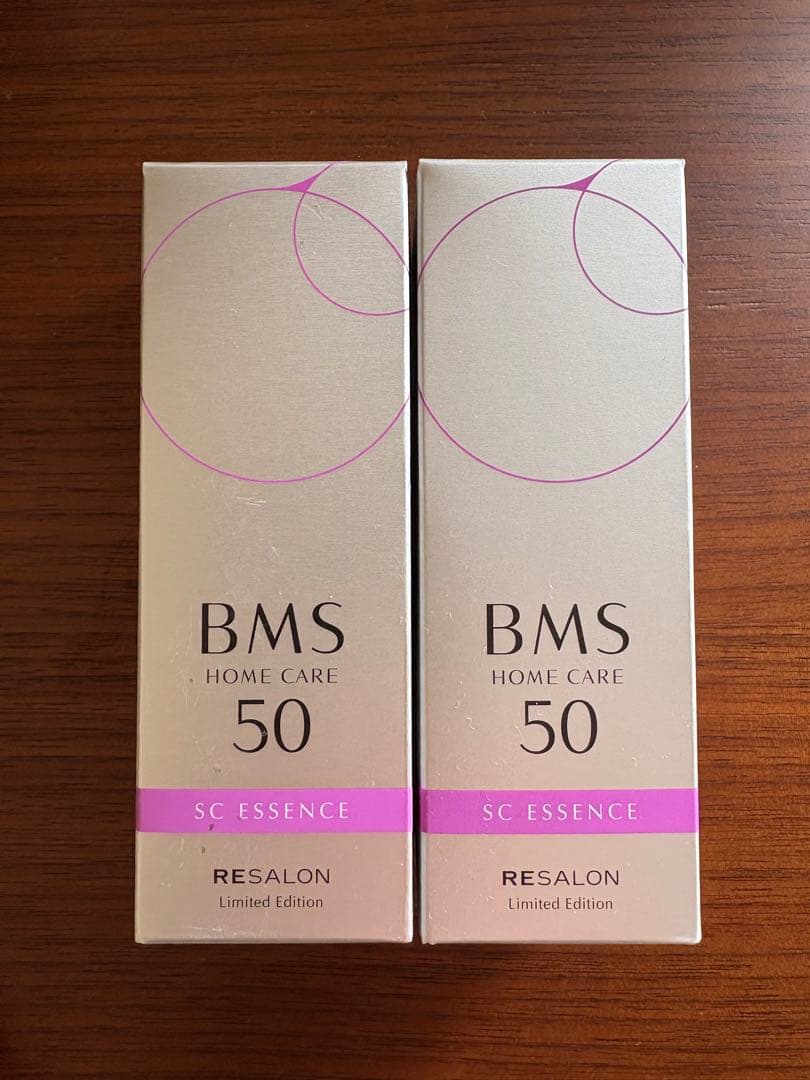 BMS
HOME CARE
50
SC ESSENCE
RESALON
Limited Edition
BMS
HOME CARE
50
SC ESSENCE
RESALON
Limited Edition